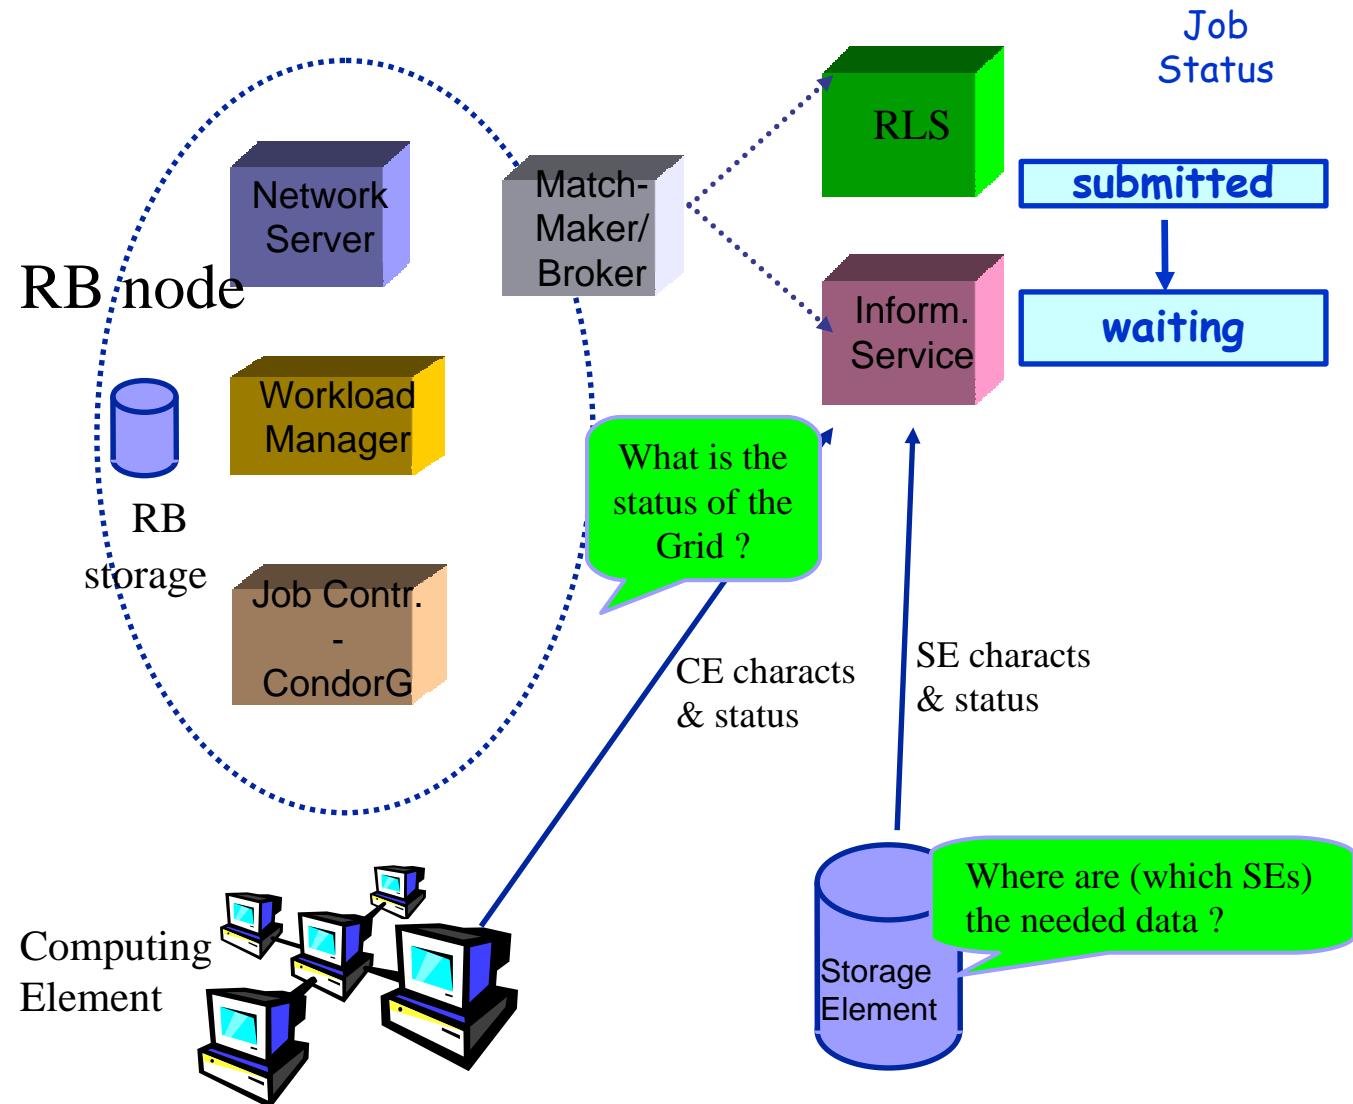 Job
Status
RLS
submitted
Network
Server
Match-
Maker/
Broker
RB node
Inform.
Service
waiting
Workload
Manager
What is the
status of the
Grid ?
RB
storage
Job Contr.
-
CondorG
CE characts
& status
SE characts
& status
Where are (which SEs)
the needed data ?
Computing
Element
Storage
Element